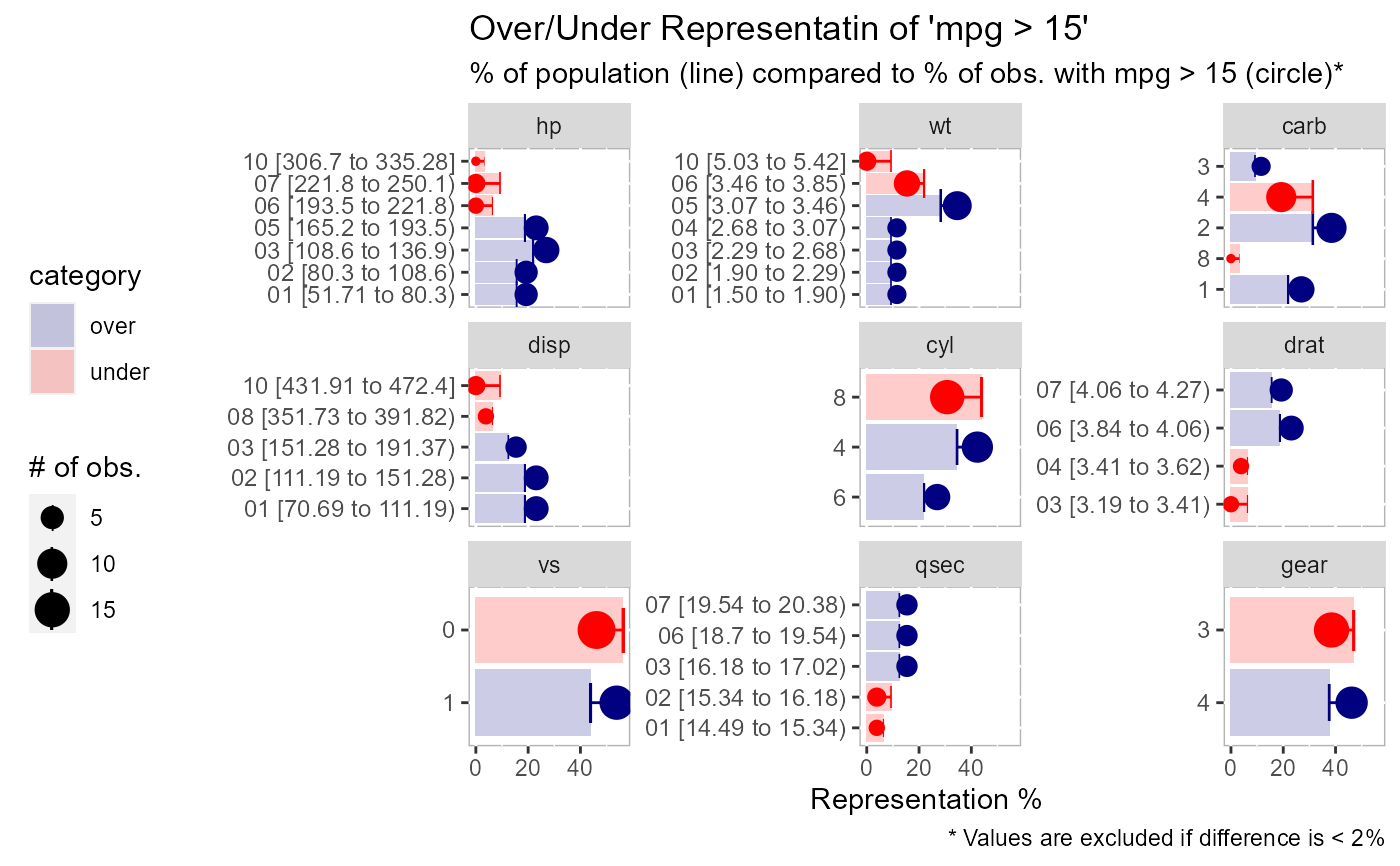 Over/Under Representatin of 'mpg > 15'
% of population (line) compared to % of obs. with mpg > 15 (circle)*
category
over
under
# of obs.
5
10
15
hp
10 [306.7 to 335.28]
07 [221.8 to 250.1)
06 [193.5 to 221.8)
05 [165.2 to 193.5)
03 [108.6 to 136.9)
02 [80.3 to 108.6)
01 [51.71 to 80.3)
wt
10 [5.03 to 5.42]
06 [3.46 to 3.85)
05 [3.07 to 3.46)
04 [2.68 to 3.07)
03 [2.29 to 2.68)
02 [1.90 to 2.29)
01 [1.50 to 1.90)
carb
3
4
2
8
1
disp
10 [431.91 to 472.4]
08 [351.73 to 391.82)
03 [151.28 to 191.37)
02 [111.19 to 151.28)
01 [70.69 to 111.19)
cyl
8
4
6
drat
07 [4.06 to 4.27)
06 [3.84 to 4.06)
04 [3.41 to 3.62)
03 [3.19 to 3.41)
vs
0
1
0 20 40
qsec
07 [19.54 to 20.38)
06 [18.7 to 19.54)
03 [16.18 to 17.02)
02 [15.34 to 16.18)
01 [14.49 to 15.34)
0 20 40
gear
3
4
0 20 40
Representation %
* Values are excluded if difference is < 2%